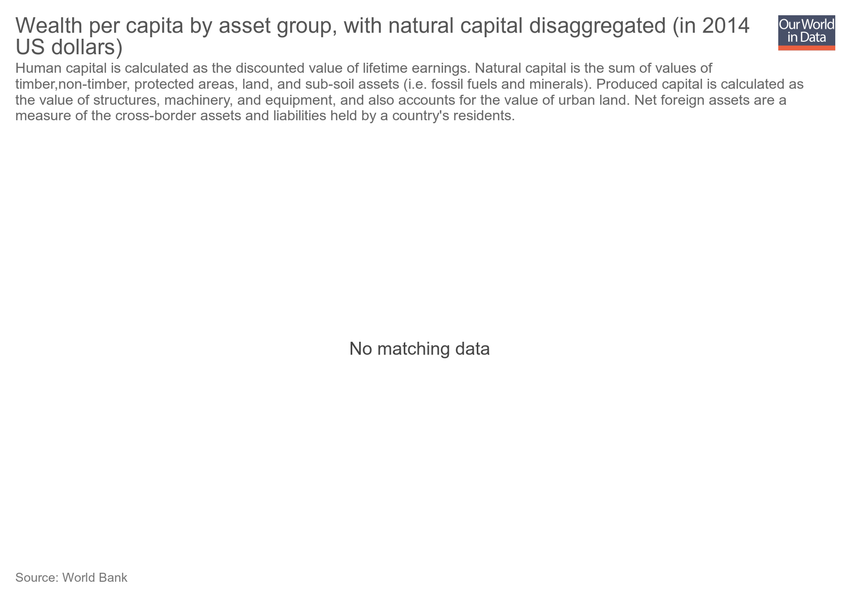 Wealth per capita by asset group, with natural capital disaggregated (in 2014
US dollars)
Our World
in Data
Human capital is calculated as the discounted value of lifetime earnings. Natural capital is the sum of values of
timber,non-timber, protected areas, land, and sub-soil assets (i.e. fossil fuels and minerals). Produced capital is calculated as
the value of structures, machinery, and equipment, and also accounts for the value of urban land. Net foreign assets are a
measure of the cross-border assets and liabilities held by a country's residents.
No matching data
Source: World Bank